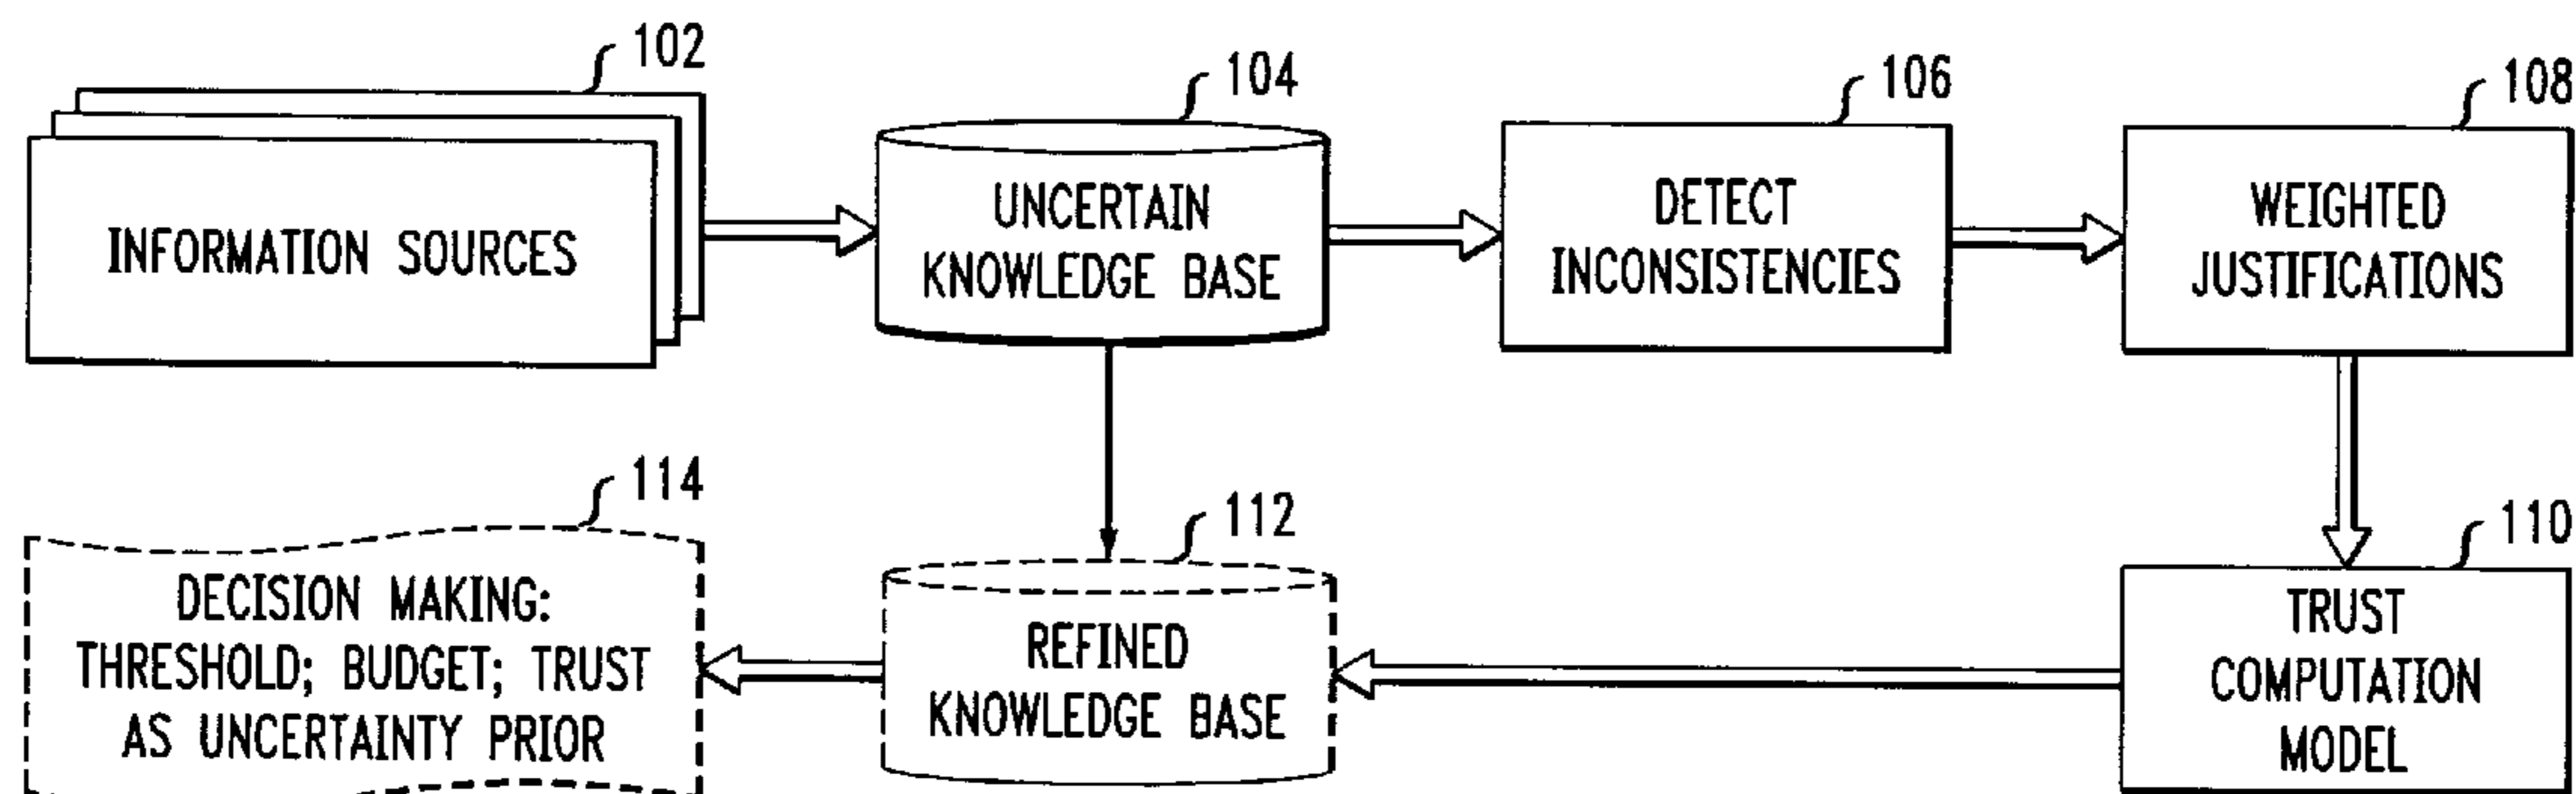 102
INFORMATION SOURCES
104
UNCERTAIN
KNOWLEDGE BASE
106
DETECT
INCONSISTENCIES
108
WEIGHTED
JUSTIFICATIONS
114
DECISION MAKING:
THRESHOLD; BUDGET; TRUST
AS UNCERTAINTY PRIOR
112
REFINED
KNOWLEDGE BASE
110
TRUST
COMPUTATION
MODEL